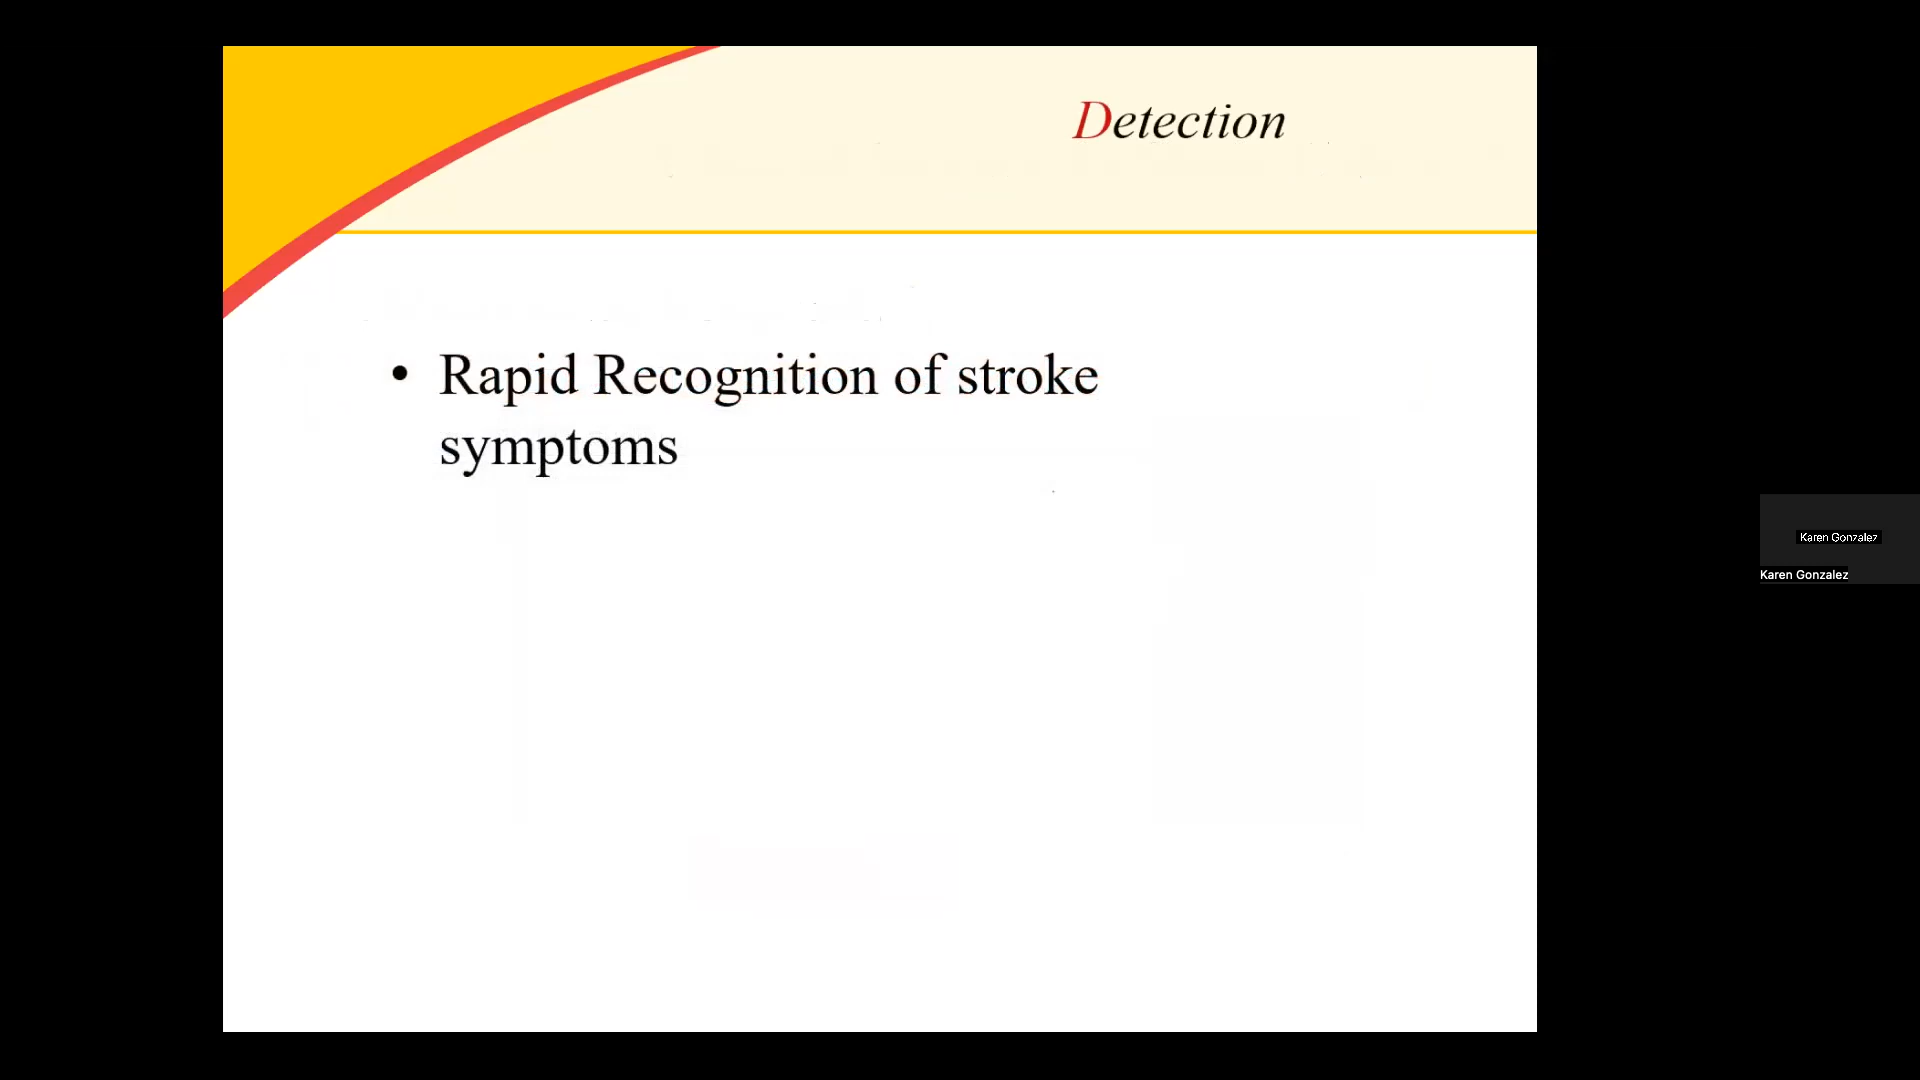 Detection
• Rapid Recognition of stroke
symptoms
Karen Gonzalez
Karen Gonzalez